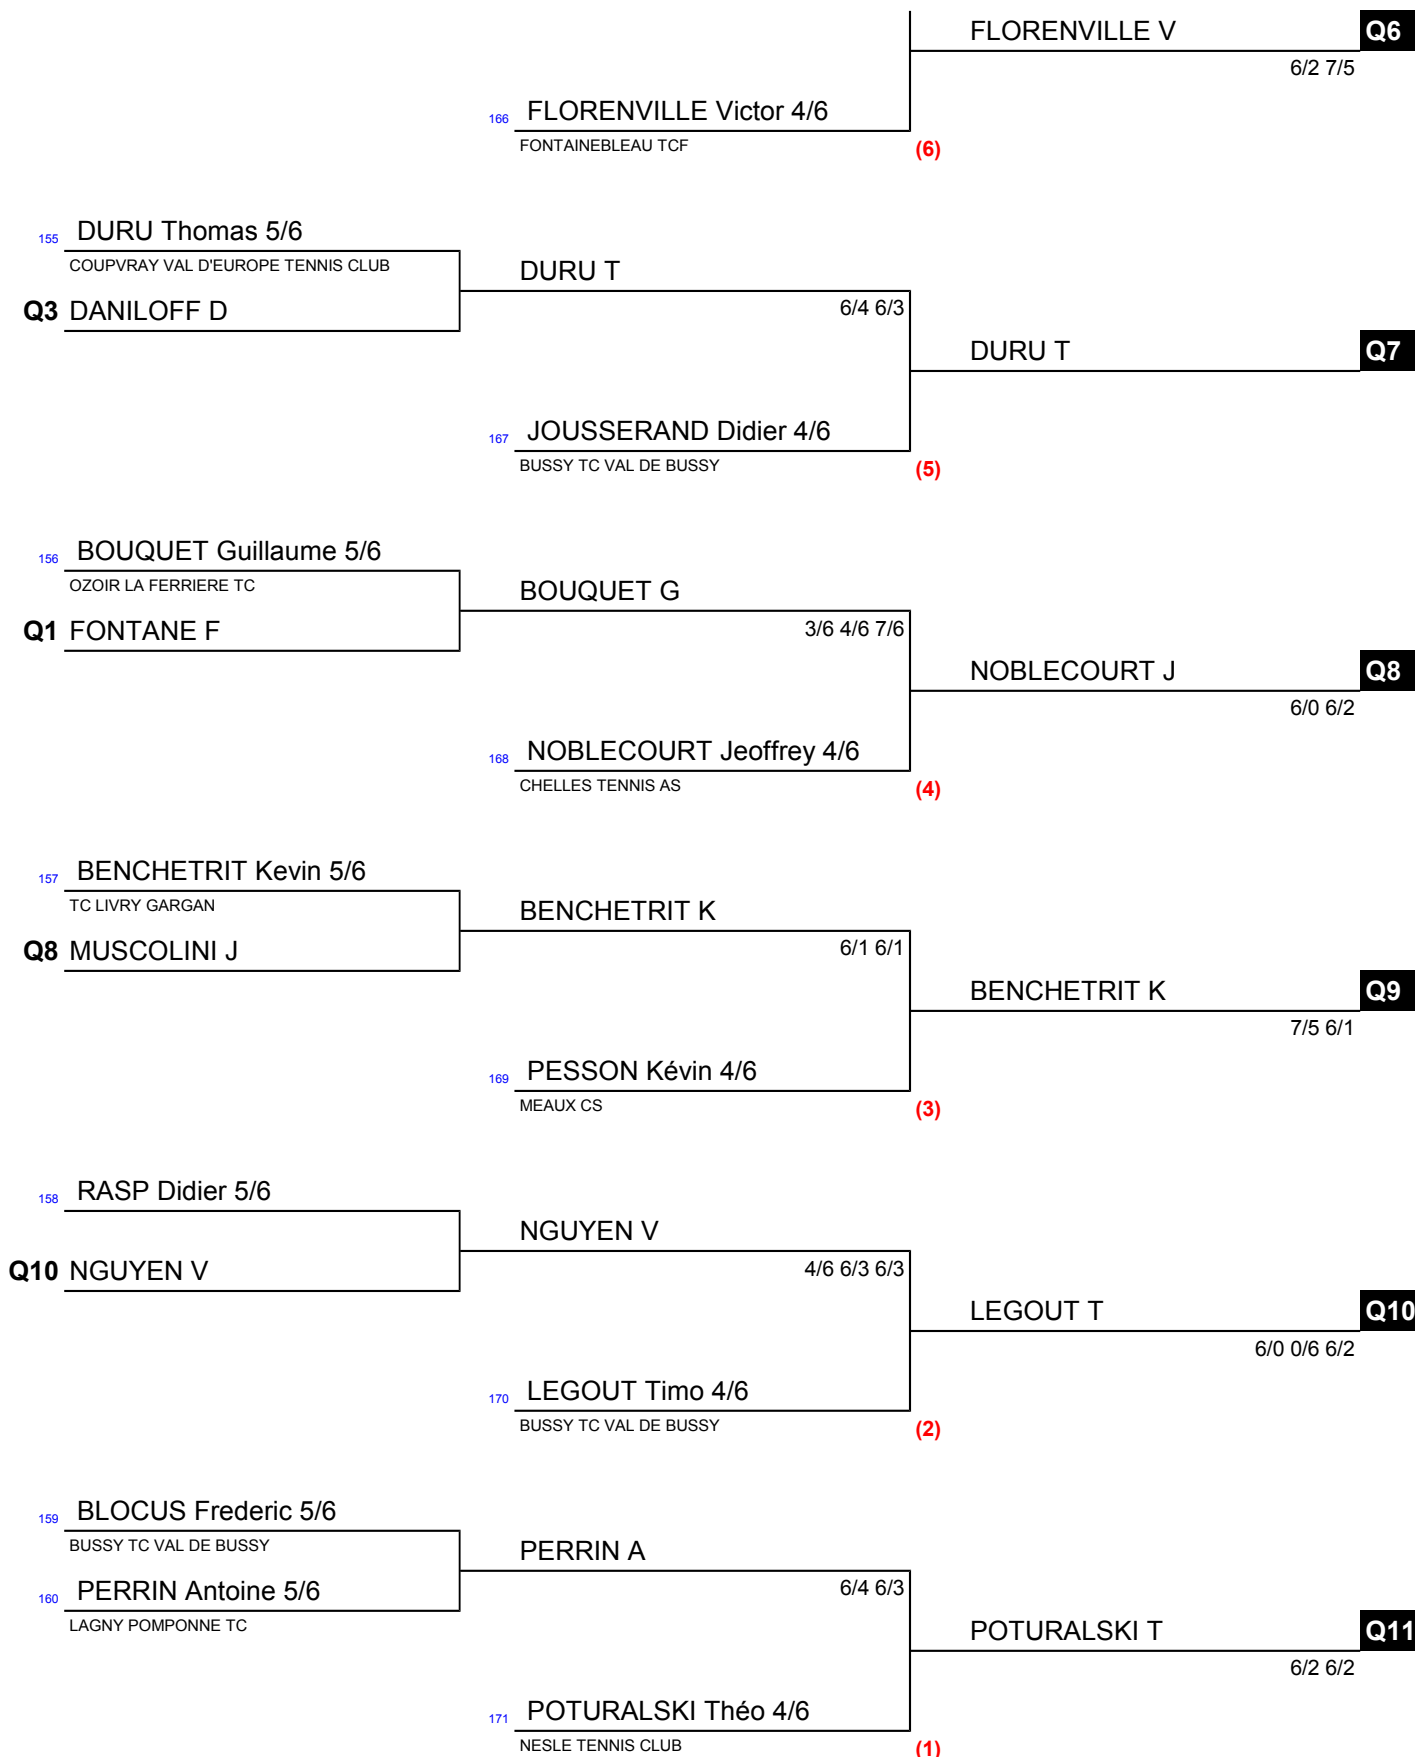 FLORENVILLE V Q6
6/2 7/5
166 FLORENVILLE Victor 4/6
FONTAINEBLEAU TCF (6)
155 DURU Thomas 5/6
COUPVRAY VAL D'EUROPE TENNIS CLUB
DURU T
Q3 DANILOFF D
6/4 6/3
DURU T Q7
167 JOUSSERAND Didier 4/6
BUSSY TC VAL DE BUSSY (5)
156 BOUQUET Guillaume 5/6
OZOIR LA FERRIERE TC
BOUQUET G
Q1 FONTANE F
3/6 4/6 7/6
NOBLECOURT J Q8
6/0 6/2
168 NOBLECOURT Jeoffrey 4/6
CHELLES TENNIS AS (4)
157 BENCHETRIT Kevin 5/6
TC LIVRY GARGAN
BENCHETRIT K
Q8 MUSCOLINI J
6/1 6/1
BENCHETRIT K Q9
7/5 6/1
169 PESSON Kévin 4/6
MEAUX CS (3)
158 RASP Didier 5/6
NGUYEN V
Q10 NGUYEN V
4/6 6/3 6/3
LEGOUT T Q10
6/0 0/6 6/2
170 LEGOUT Timo 4/6
BUSSY TC VAL DE BUSSY (2)
159 BLOCUS Frederic 5/6
BUSSY TC VAL DE BUSSY
PERRIN A
160 PERRIN Antoine 5/6
6/4 6/3
LAGNY POMPONNE TC
POTURALSKI T Q11
6/2 6/2
171 POTURALSKI Théo 4/6
NESLE TENNIS CLUB (1)